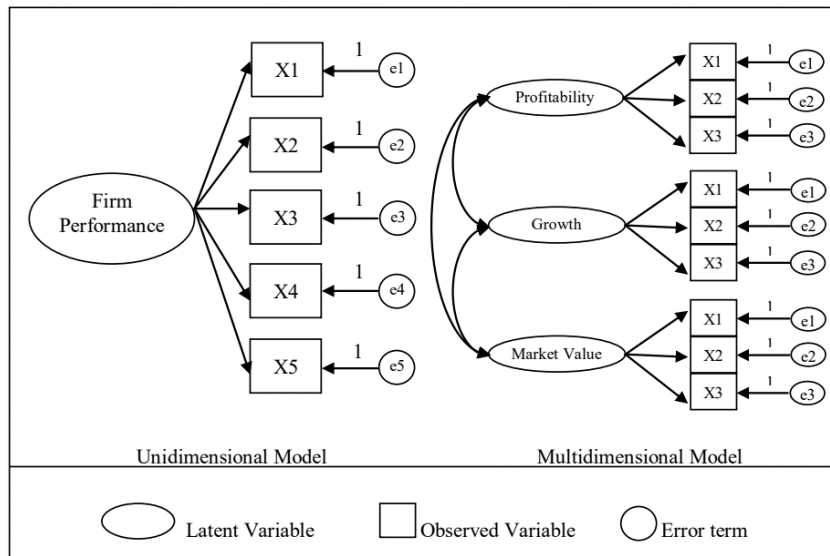 X1
1
e1
X2
1
e2
Firm
Performance
X3
1
e3
X4
1
e4
X5
1
e5
Unidimensional Model
Profitability
X1
1
e1
X2
1
e2
X3
1
e3
Growth
X1
1
e1
X2
1
e2
X3
1
e3
Market Value
X1
1
e1
X2
1
e2
X3
1
e3
Multidimensional Model
Latent Variable
Observed Variable
Error term